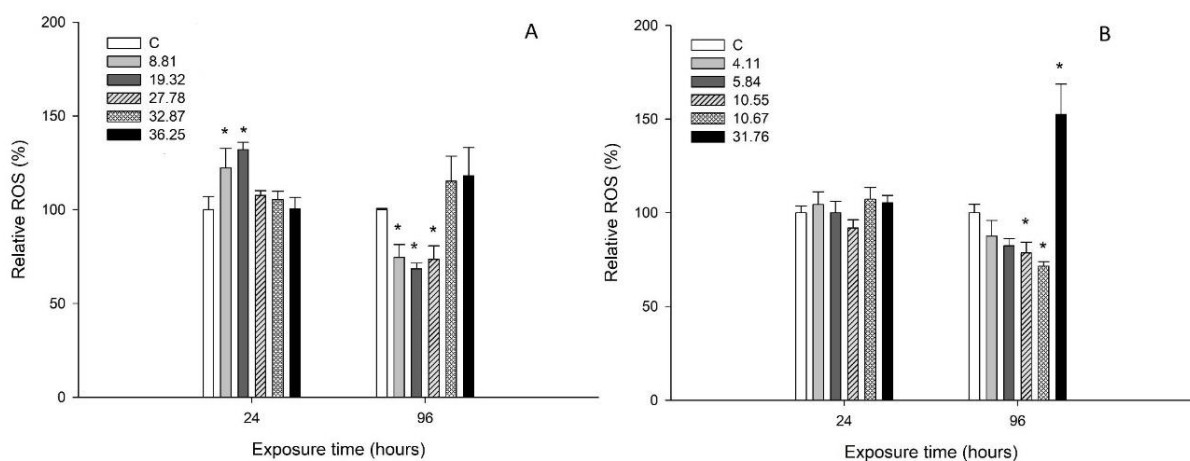 A
200
150
100
50
0
Relative ROS (%)
C
8.81
19.32
27.78
32.87
36.25
* *
* * *
24 96
Exposure time (hours)
B
200
150
100
50
0
Relative ROS (%)
C
4.11
5.84
10.55
10.67
31.76
*
* *
24 96
Exposure time (hours)